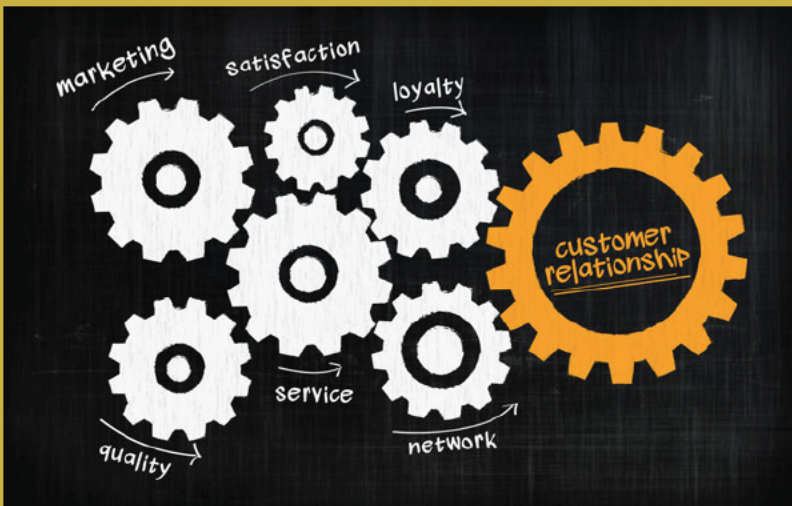 marketing
satisfaction
loyalty
customer
relationship
service
network
quality